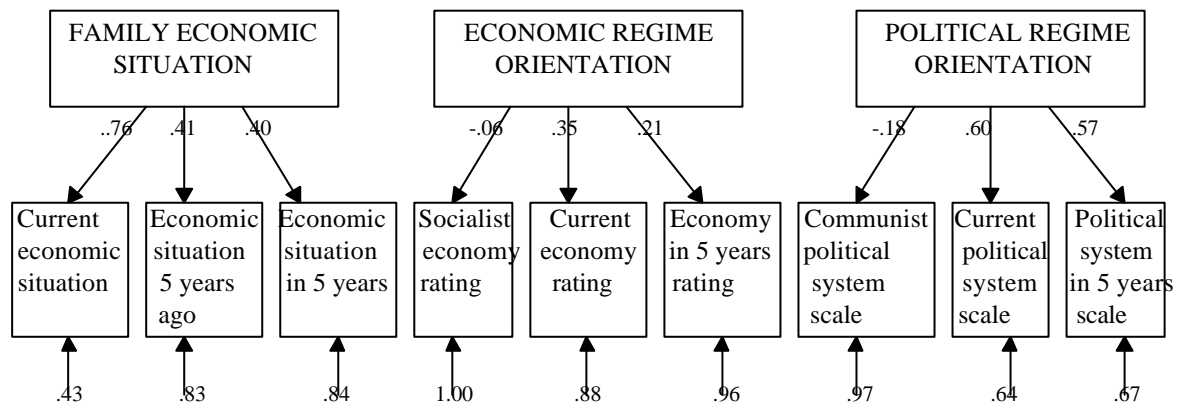 FAMILY ECONOMIC
SITUATION
ECONOMIC REGIME
ORIENTATION
POLITICAL REGIME
ORIENTATION
..76 .41 .40
-.06 .35 .21
-.18 .60 .57
Current
economic
situation
Economic
situation
5 years
ago
Economic
situation
in 5 years
Socialist
economy
rating
Current
economy
rating
Economy
in 5 years
rating
Communist
political
system
scale
Current
political
system
scale
Political
system
in 5 years
scale
.43 .83 .84 1.00 .88 .96 .97 .64 .67